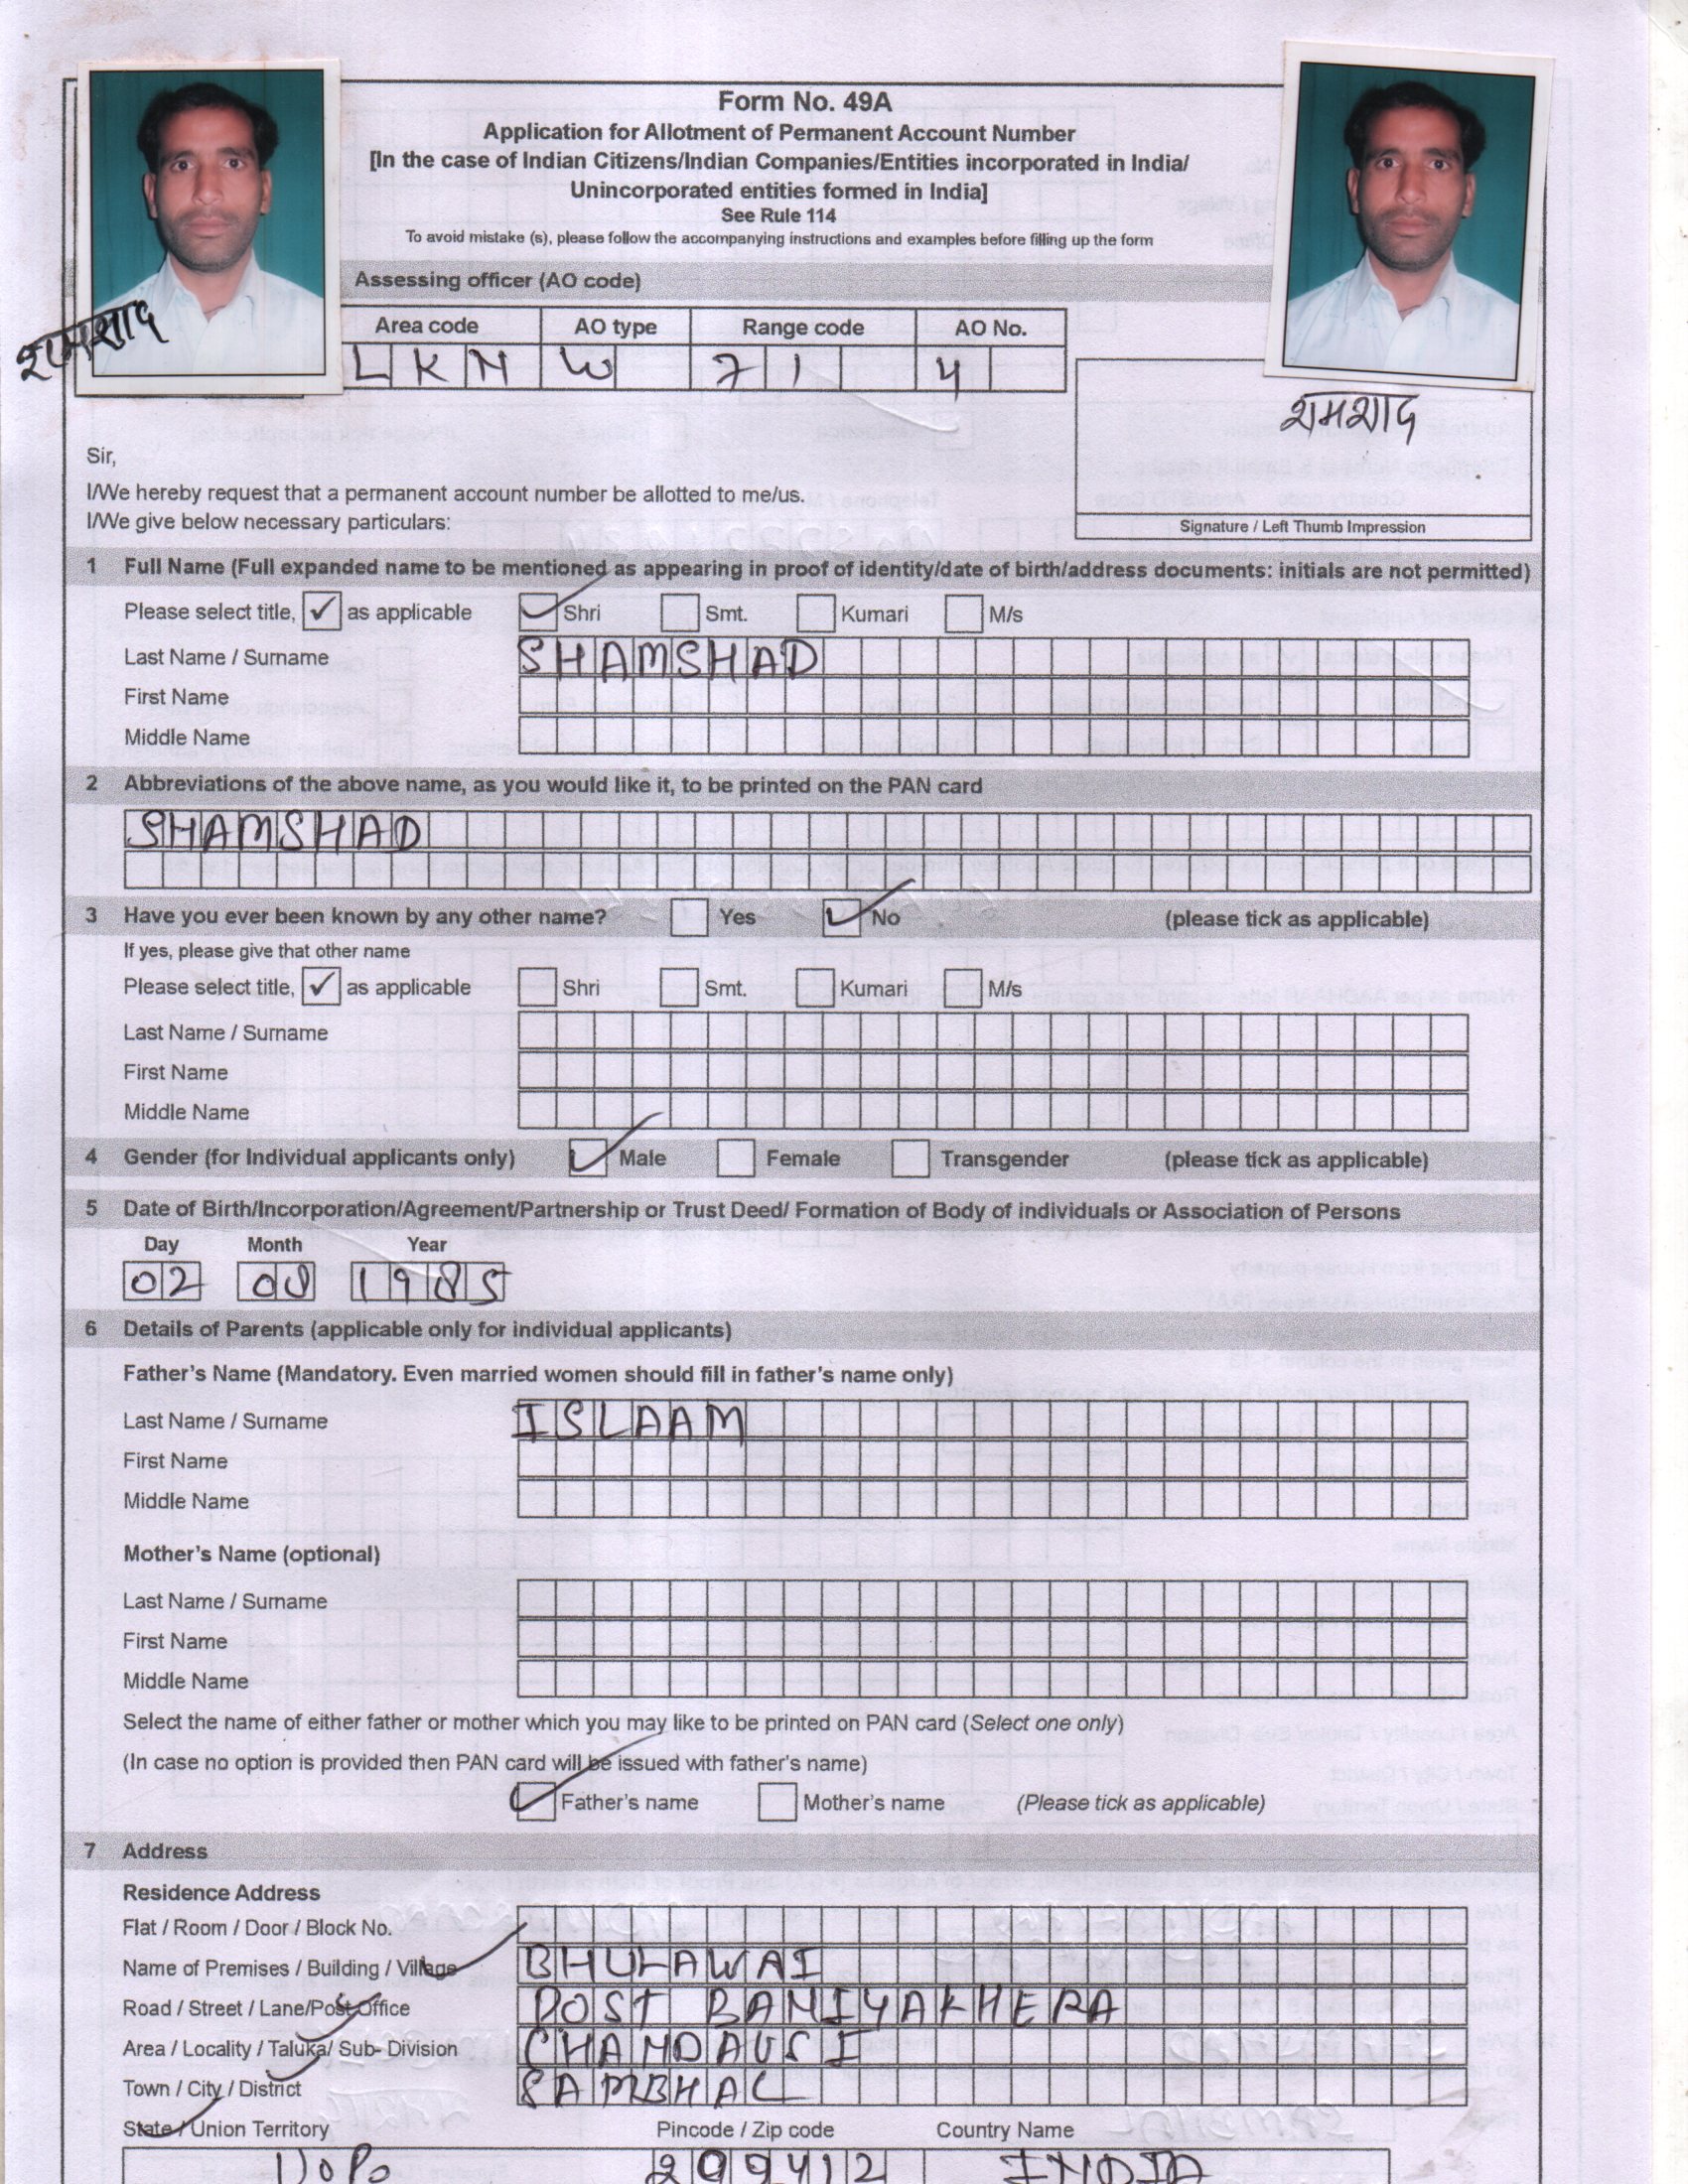 Form No. 49A
Application for Allotment of Permanent Account Number
[In the case of Indian Citizens/Indian Companies/Entities incorporated in India/
Unincorporated entities formed in India]
See Rule 114
To avoid mistake (s), please follow the accompanying instructions and examples before filling up the form
Assessing officer (AO code)
Area code AO type Range code AO No.
LKN W 71 4
शमशाद
शमशाद
Sir,
I/We hereby request that a permanent account number be allotted to me/us.
I/We give below necessary particulars:
Signature / Left Thumb Impression
1 Full Name (Full expanded name to be mentioned as appearing in proof of identity/date of birth/address documents: initials are not permitted)
Please select title, ✓ as applicable Shri Smt. Kumari M/s
Last Name / Surname SHAMSHAD
First Name
Middle Name
2 Abbreviations of the above name, as you would like it, to be printed on the PAN card
SHAMSHAD
3 Have you ever been known by any other name? Yes No (please tick as applicable)
If yes, please give that other name
Please select title, ✓ as applicable Shri Smt. Kumari M/s
Last Name / Surname
First Name
Middle Name
4 Gender (for Individual applicants only) Male Female Transgender (please tick as applicable)
5 Date of Birth/Incorporation/Agreement/Partnership or Trust Deed/ Formation of Body of individuals or Association of Persons
Day Month Year
02 08 1985
6 Details of Parents (applicable only for individual applicants)
Father's Name (Mandatory. Even married women should fill in father's name only)
Last Name / Surname ISLAAM
First Name
Middle Name
Mother's Name (optional)
Last Name / Surname
First Name
Middle Name
Select the name of either father or mother which you may like to be printed on PAN card (Select one only)
(In case no option is provided then PAN card will be issued with father's name)
Father's name Mother's name (Please tick as applicable)
7 Address
Residence Address
Flat / Room / Door / Block No.
Name of Premises / Building / Village BHULAWAI
Road / Street / Lane/Post Office POST BANIYAKHERA
Area / Locality / Taluka/ Sub- Division CHANDAUSI
Town / City / District SAMBHAL
State / Union Territory Pincode / Zip code Country Name
INDIA